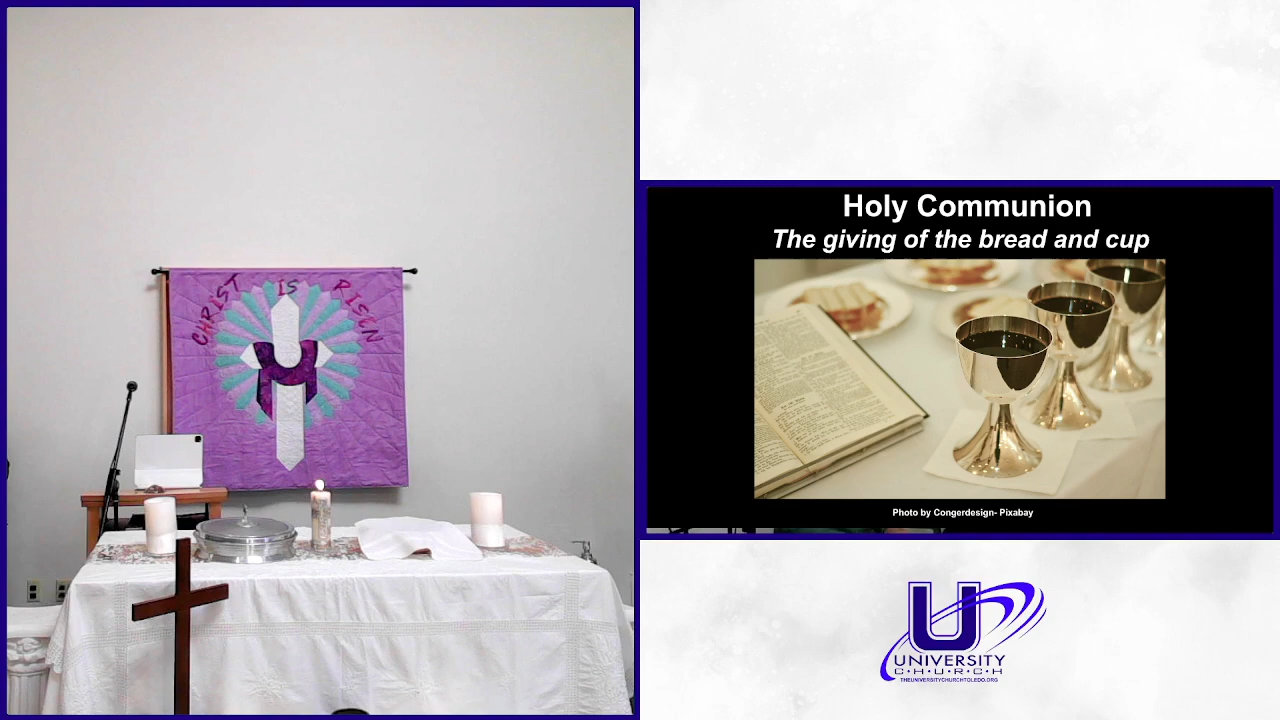 CHRIST IS RISEN
Holy Communion
The giving of the bread and cup
Photo by Congerdesign- Pixabay
U
UNIVERSITY
C·H·U·R·C·H
THEUNIVERSITYCHURCHTOLEDO.ORG